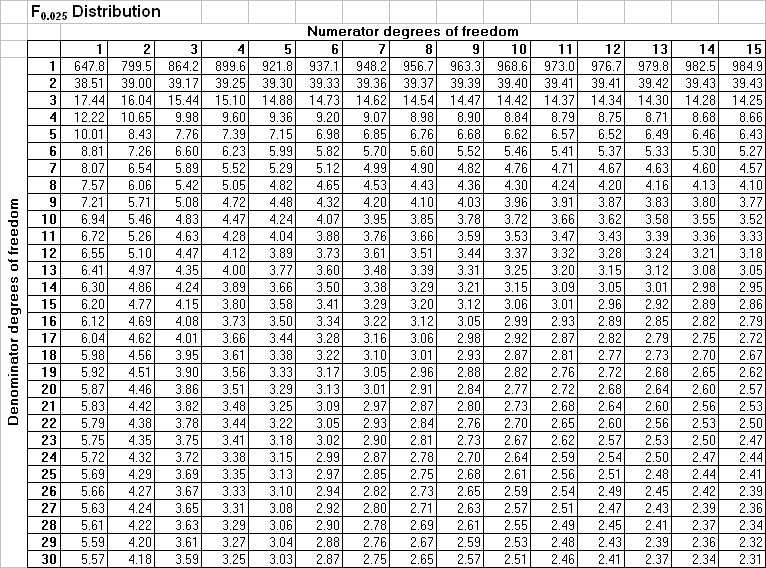 F0.025 Distribution
Numerator degrees of freedom
1 2 3 4 5 6 7 8 9 10 11 12 13 14 15
Denominator degrees of freedom
1 647.8 799.5 864.2 899.6 921.8 937.1 948.2 956.7 963.3 968.6 973.0 976.7 979.8 982.5 984.9
2 38.51 39.00 39.17 39.25 39.30 39.33 39.36 39.37 39.39 39.40 39.41 39.41 39.42 39.43 39.43
3 17.44 16.04 15.44 15.10 14.88 14.73 14.62 14.54 14.47 14.42 14.37 14.34 14.30 14.28 14.25
4 12.22 10.65 9.98 9.60 9.36 9.20 9.07 8.98 8.90 8.84 8.79 8.75 8.71 8.68 8.66
5 10.01 8.43 7.76 7.39 7.15 6.98 6.85 6.76 6.68 6.62 6.57 6.52 6.49 6.46 6.43
6 8.81 7.26 6.60 6.23 5.99 5.82 5.70 5.60 5.52 5.46 5.41 5.37 5.33 5.30 5.27
7 8.07 6.54 5.89 5.52 5.29 5.12 4.99 4.90 4.82 4.76 4.71 4.67 4.63 4.60 4.57
8 7.57 6.06 5.42 5.05 4.82 4.65 4.53 4.43 4.36 4.30 4.24 4.20 4.16 4.13 4.10
9 7.21 5.71 5.08 4.72 4.48 4.32 4.20 4.10 4.03 3.96 3.91 3.87 3.83 3.80 3.77
10 6.94 5.46 4.83 4.47 4.24 4.07 3.95 3.85 3.78 3.72 3.66 3.62 3.58 3.55 3.52
11 6.72 5.26 4.63 4.28 4.04 3.88 3.76 3.66 3.59 3.53 3.47 3.43 3.39 3.36 3.33
12 6.55 5.10 4.47 4.12 3.89 3.73 3.61 3.51 3.44 3.37 3.32 3.28 3.24 3.21 3.18
13 6.41 4.97 4.35 4.00 3.77 3.60 3.48 3.39 3.31 3.25 3.20 3.15 3.12 3.08 3.05
14 6.30 4.86 4.24 3.89 3.66 3.50 3.38 3.29 3.21 3.15 3.09 3.05 3.01 2.98 2.95
15 6.20 4.77 4.15 3.80 3.58 3.41 3.29 3.20 3.12 3.06 3.01 2.96 2.92 2.89 2.86
16 6.12 4.69 4.08 3.73 3.50 3.34 3.22 3.12 3.05 2.99 2.93 2.89 2.85 2.82 2.79
17 6.04 4.62 4.01 3.66 3.44 3.28 3.16 3.06 2.98 2.92 2.87 2.82 2.79 2.75 2.72
18 5.98 4.56 3.95 3.61 3.38 3.22 3.10 3.01 2.93 2.87 2.81 2.77 2.73 2.70 2.67
19 5.92 4.51 3.90 3.56 3.33 3.17 3.05 2.96 2.88 2.82 2.76 2.72 2.68 2.65 2.62
20 5.87 4.46 3.86 3.51 3.29 3.13 3.01 2.91 2.84 2.77 2.72 2.68 2.64 2.60 2.57
21 5.83 4.42 3.82 3.48 3.25 3.09 2.97 2.87 2.80 2.73 2.68 2.64 2.60 2.56 2.53
22 5.79 4.38 3.78 3.44 3.22 3.05 2.93 2.84 2.76 2.70 2.65 2.60 2.56 2.53 2.50
23 5.75 4.35 3.75 3.41 3.18 3.02 2.90 2.81 2.73 2.67 2.62 2.57 2.53 2.50 2.47
24 5.72 4.32 3.72 3.38 3.15 2.99 2.87 2.78 2.70 2.64 2.59 2.54 2.50 2.47 2.44
25 5.69 4.29 3.69 3.35 3.13 2.97 2.85 2.75 2.68 2.61 2.56 2.51 2.48 2.44 2.41
26 5.66 4.27 3.67 3.33 3.10 2.94 2.82 2.73 2.65 2.59 2.54 2.49 2.45 2.42 2.39
27 5.63 4.24 3.65 3.31 3.08 2.92 2.80 2.71 2.63 2.57 2.51 2.47 2.43 2.39 2.36
28 5.61 4.22 3.63 3.29 3.06 2.90 2.78 2.69 2.61 2.55 2.49 2.45 2.41 2.37 2.34
29 5.59 4.20 3.61 3.27 3.04 2.88 2.76 2.67 2.59 2.53 2.48 2.43 2.39 2.36 2.32
30 5.57 4.18 3.59 3.25 3.03 2.87 2.75 2.65 2.57 2.51 2.46 2.41 2.37 2.34 2.31